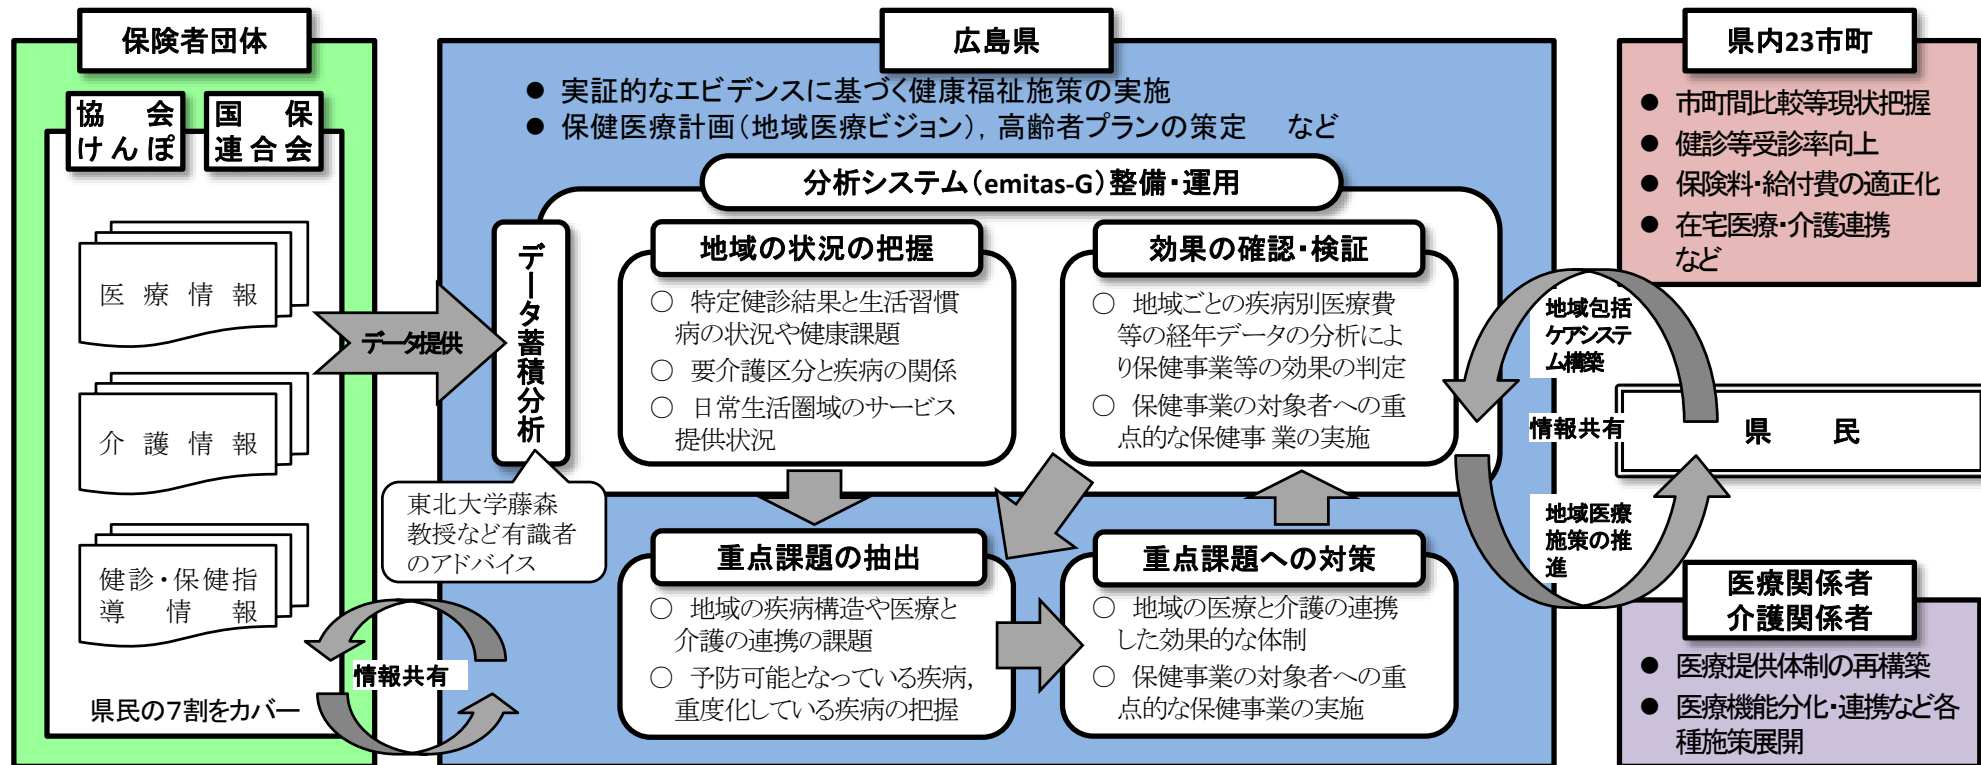 保険者団体
協会
けんぽ
国保
連合会
医療情報
介護情報
健診・保健指
導情報
県民の7割をカバー
データ提供
情報共有
広島県
● 実証的なエビデンスに基づく健康福祉施策の実施
● 保健医療計画(地域医療ビジョン),高齢者プランの策定 など
分析システム(emitas-G)整備・運用
データ蓄積分析
東北大学藤森
教授など有識者
のアドバイス
地域の状況の把握
○ 特定健診結果と生活習慣
病の状況や健康課題
○ 要介護区分と疾病の関係
○ 日常生活圏域のサービス
提供状況
効果の確認・検証
○ 地域ごとの疾病別医療費
等の経年データの分析によ
り保健事業等の効果の判定
○ 保健事業の対象者への重
点的な保健事 業の実施
重点課題の抽出
○ 地域の疾病構造や医療と
介護の連携の課題
○ 予防可能となっている疾病,
重度化している疾病の把握
重点課題への対策
○ 地域の医療と介護の連携
した効果的な体制
○ 保健事業の対象者への重
点的な保健事業の実施
県内23市町
● 市町間比較等現状把握
● 健診等受診率向上
● 保険料・給付費の適正化
● 在宅医療・介護連携
など
地域包括
ケアシステ
ム構築
情報共有
県民
地域医療
施策の推
進
医療関係者
介護関係者
● 医療提供体制の再構築
● 医療機能分化・連携など各
種施策展開